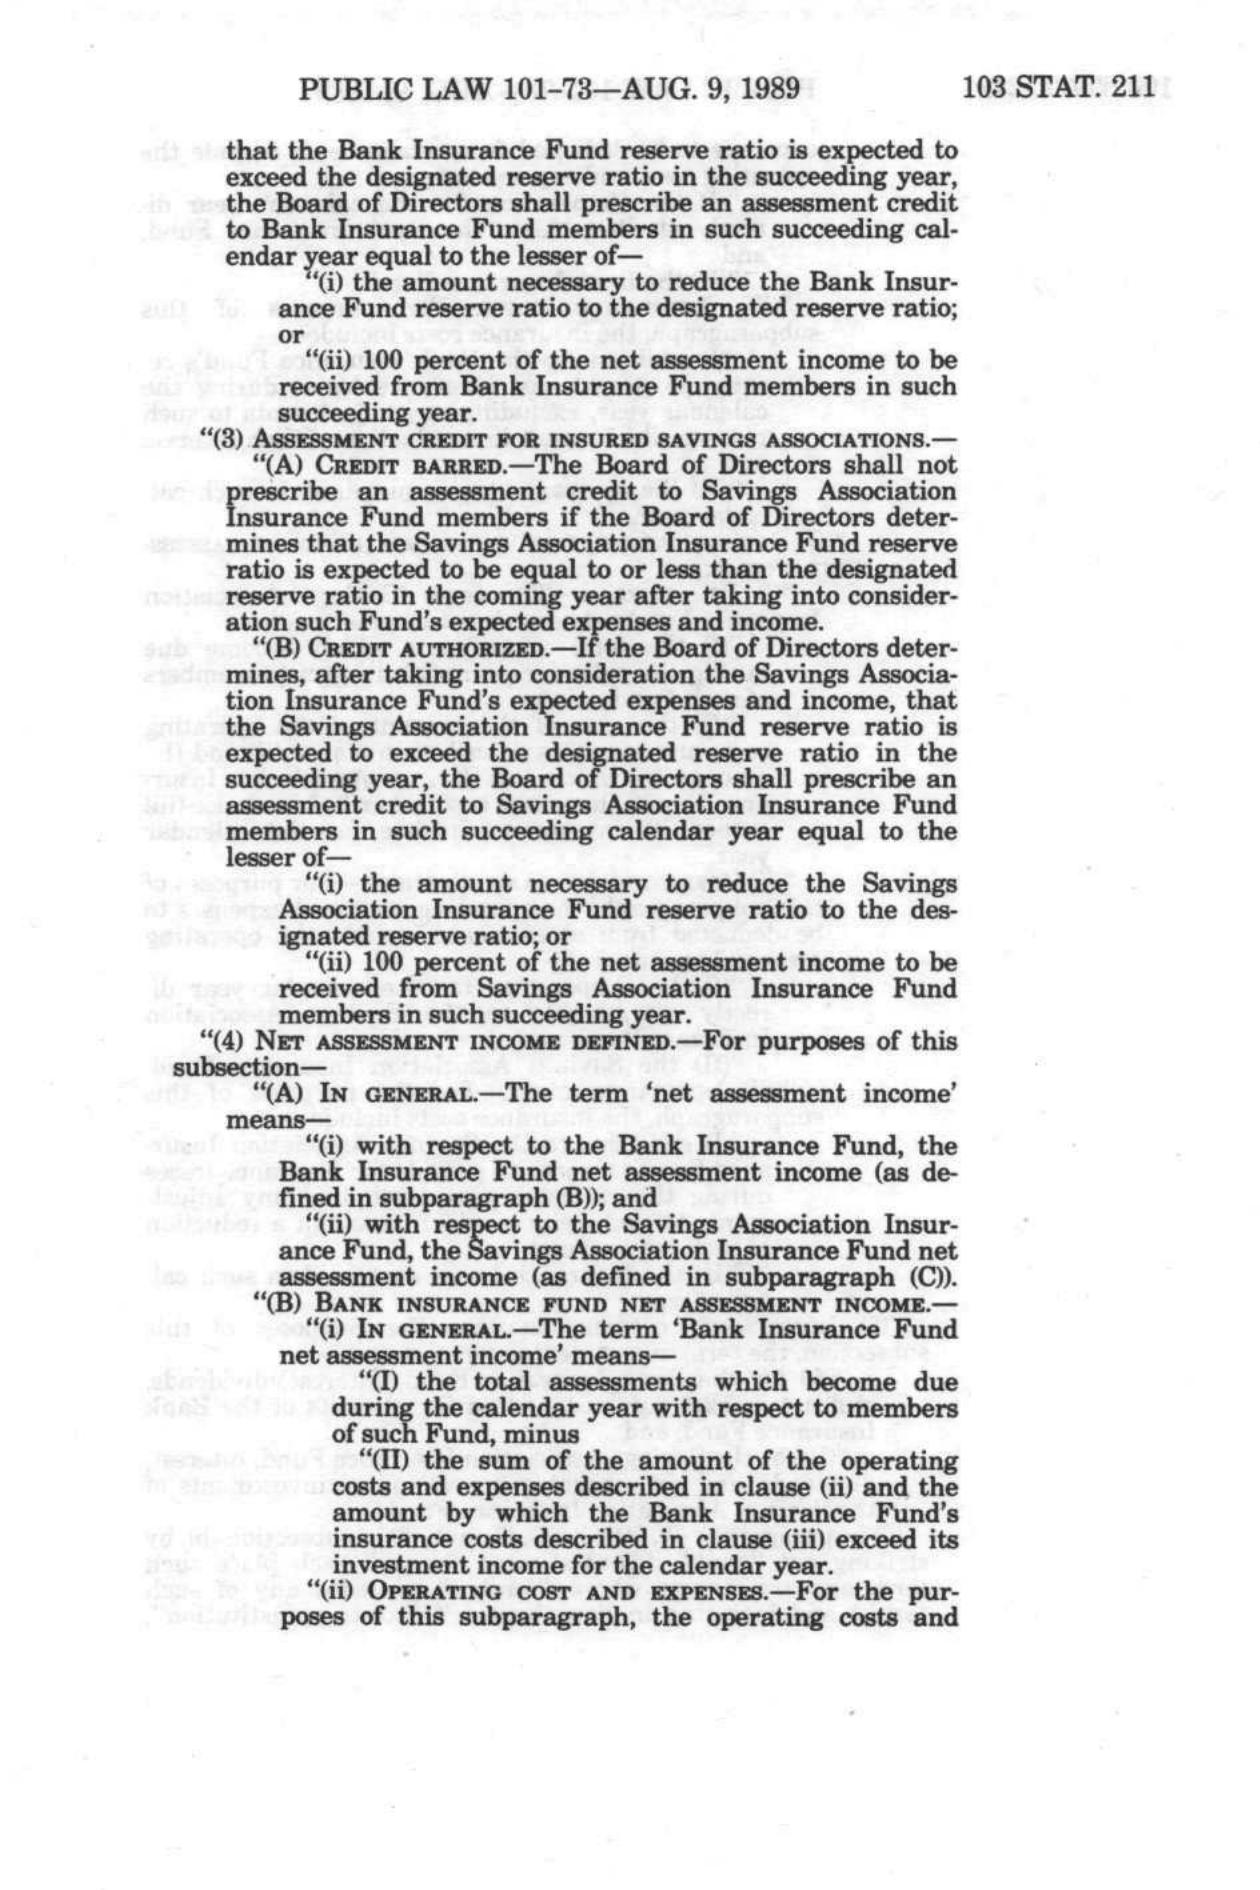 PUBLIC LAW 101-73—AUG. 9, 1989 103 STAT. 211
that the Bank Insurance Fund reserve ratio is expected to
exceed the designated reserve ratio in the succeeding year,
the Board of Directors shall prescribe an assessment credit
to Bank Insurance Fund members in such succeeding cal-
endar year equal to the lesser of—
“(i) the amount necessary to reduce the Bank Insur-
ance Fund reserve ratio to the designated reserve ratio;
or
“(ii) 100 percent of the net assessment income to be
received from Bank Insurance Fund members in such
succeeding year.
“(3) ASSESSMENT CREDIT FOR INSURED SAVINGS ASSOCIATIONS.—
“(A) CREDIT BARRED.—The Board of Directors shall not
prescribe an assessment credit to Savings Association
Insurance Fund members if the Board of Directors deter-
mines that the Savings Association Insurance Fund reserve
ratio is expected to be equal to or less than the designated
reserve ratio in the coming year after taking into consider-
ation such Fund's expected expenses and income.
“(B) CREDIT AUTHORIZED.—If the Board of Directors deter-
mines, after taking into consideration the Savings Associa-
tion Insurance Fund's expected expenses and income, that
the Savings Association Insurance Fund reserve ratio is
expected to exceed the designated reserve ratio in the
succeeding year, the Board of Directors shall prescribe an
assessment credit to Savings Association Insurance Fund
members in such succeeding calendar year equal to the
lesser of—
“(i) the amount necessary to reduce the Savings
Association Insurance Fund reserve ratio to the des-
ignated reserve ratio; or
“(ii) 100 percent of the net assessment income to be
received from Savings Association Insurance Fund
members in such succeeding year.
“(4) NET ASSESSMENT INCOME DEFINED.—For purposes of this
subsection—
“(A) IN GENERAL.—The term ‘net assessment income’
means—
“(i) with respect to the Bank Insurance Fund, the
Bank Insurance Fund net assessment income (as de-
fined in subparagraph (B)); and
“(ii) with respect to the Savings Association Insur-
ance Fund, the Savings Association Insurance Fund net
assessment income (as defined in subparagraph (C)).
“(B) BANK INSURANCE FUND NET ASSESSMENT INCOME.—
“(i) IN GENERAL.—The term ‘Bank Insurance Fund
net assessment income’ means—
“(I) the total assessments which become due
during the calendar year with respect to members
of such Fund, minus
“(II) the sum of the amount of the operating
costs and expenses described in clause (ii) and the
amount by which the Bank Insurance Fund's
insurance costs described in clause (iii) exceed its
investment income for the calendar year.
“(ii) OPERATING COST AND EXPENSES.—For the pur-
poses of this subparagraph, the operating costs and